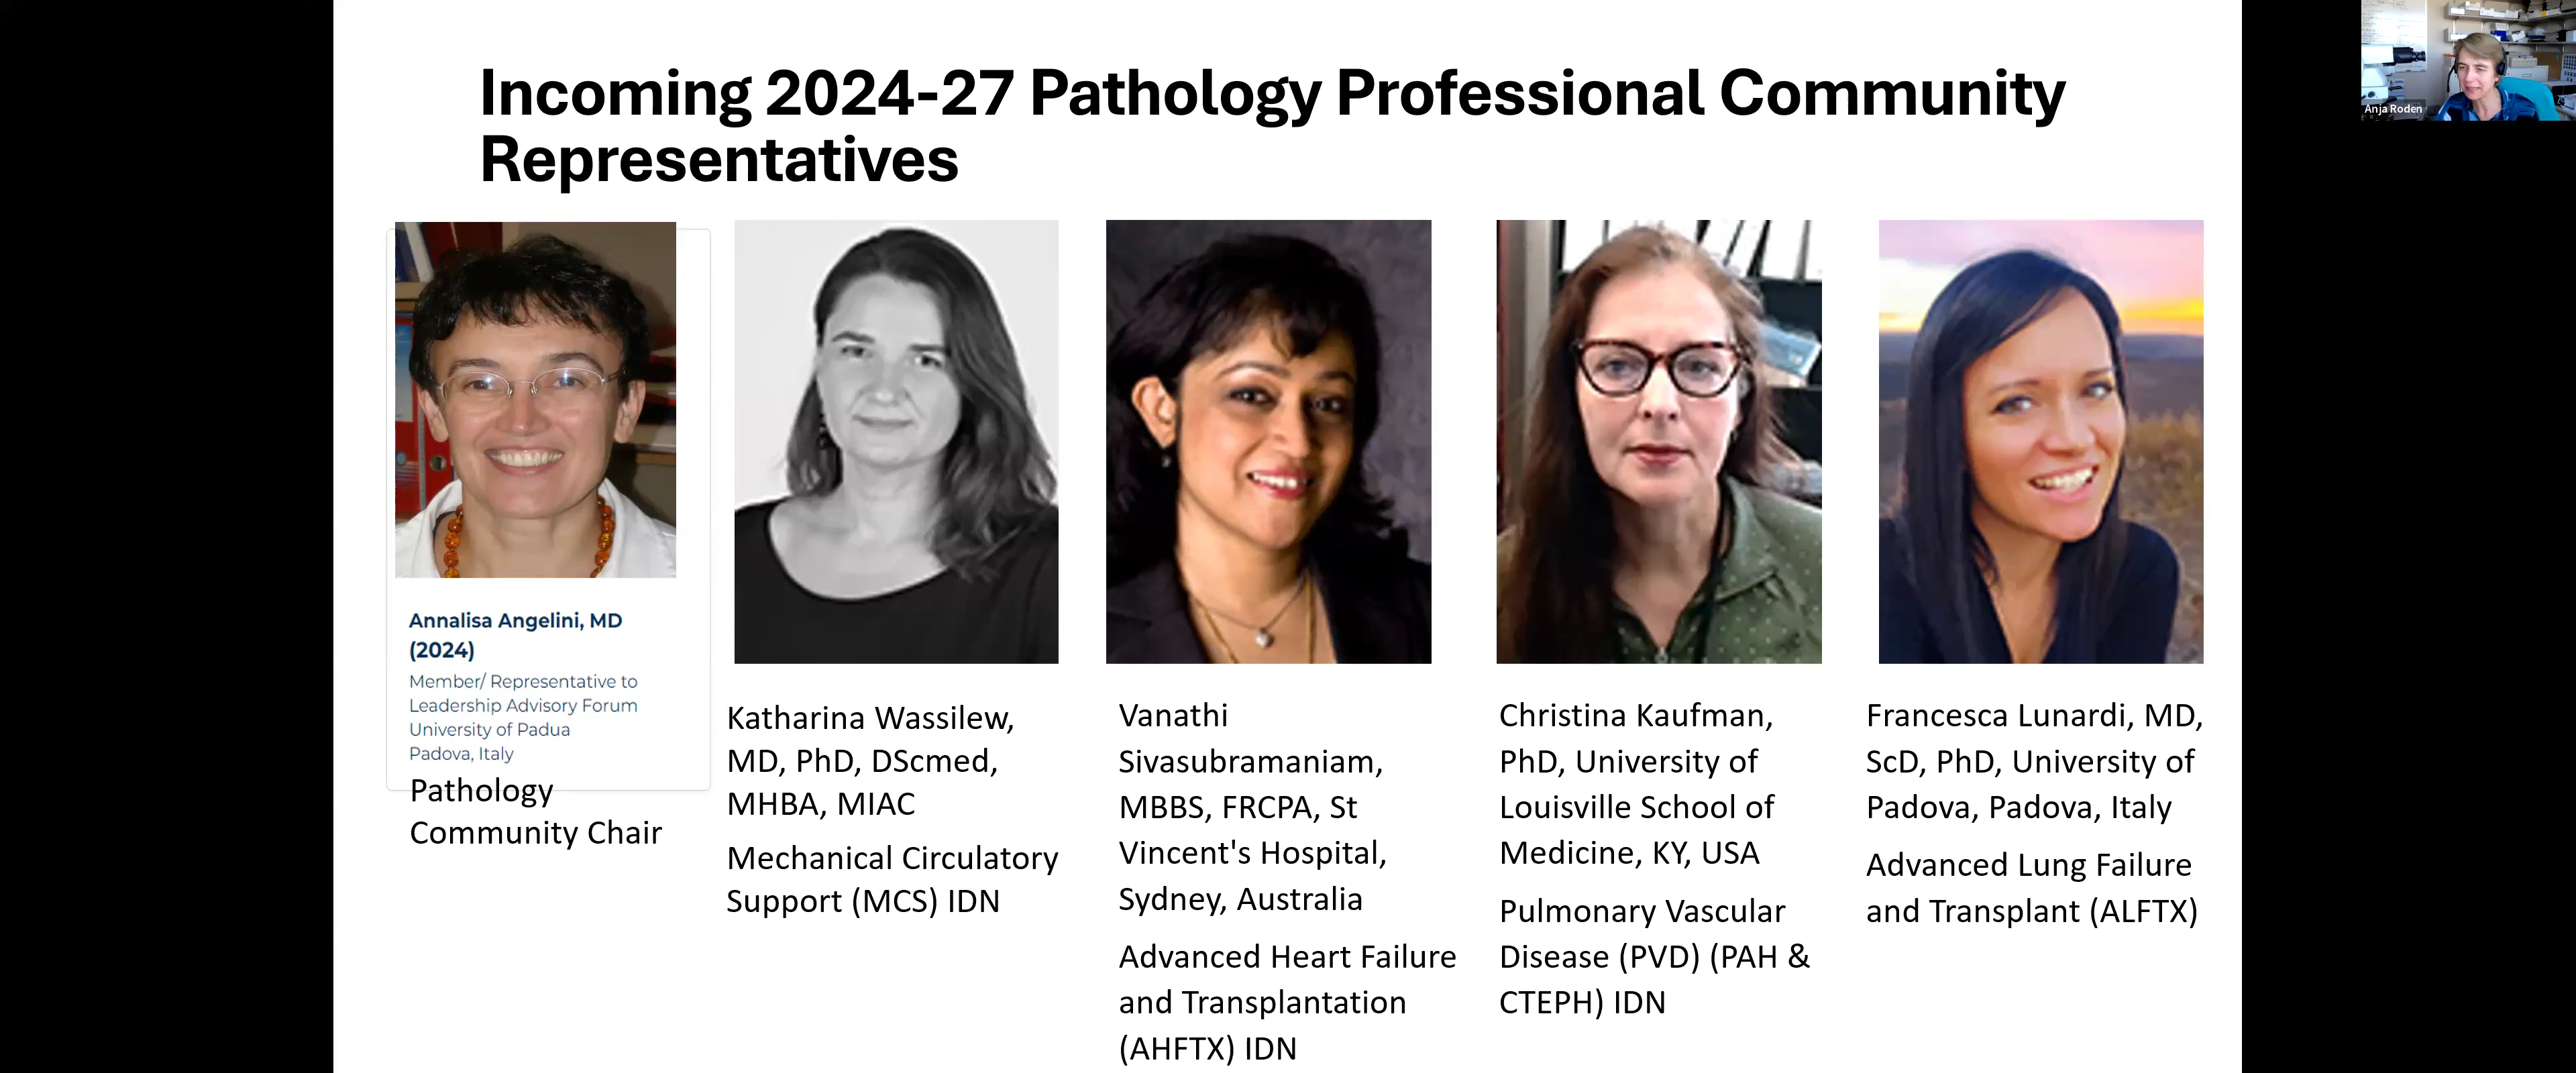 Incoming 2024-27 Pathology Professional Community
Representatives
Anja Roden
Annalisa Angelini, MD
(2024)
Member/ Representative to
Leadership Advisory Forum
University of Padua
Padova, Italy
Pathology
Community Chair
Katharina Wassilew,
MD, PhD, DScmed,
MHBA, MIAC
Mechanical Circulatory
Support (MCS) IDN
Vanathi
Sivasubramaniam,
MBBS, FRCPA, St
Vincent's Hospital,
Sydney, Australia
Advanced Heart Failure
and Transplantation
(AHFTX) IDN
Christina Kaufman,
PhD, University of
Louisville School of
Medicine, KY, USA
Pulmonary Vascular
Disease (PVD) (PAH &
CTEPH) IDN
Francesca Lunardi, MD,
ScD, PhD, University of
Padova, Padova, Italy
Advanced Lung Failure
and Transplant (ALFTX)